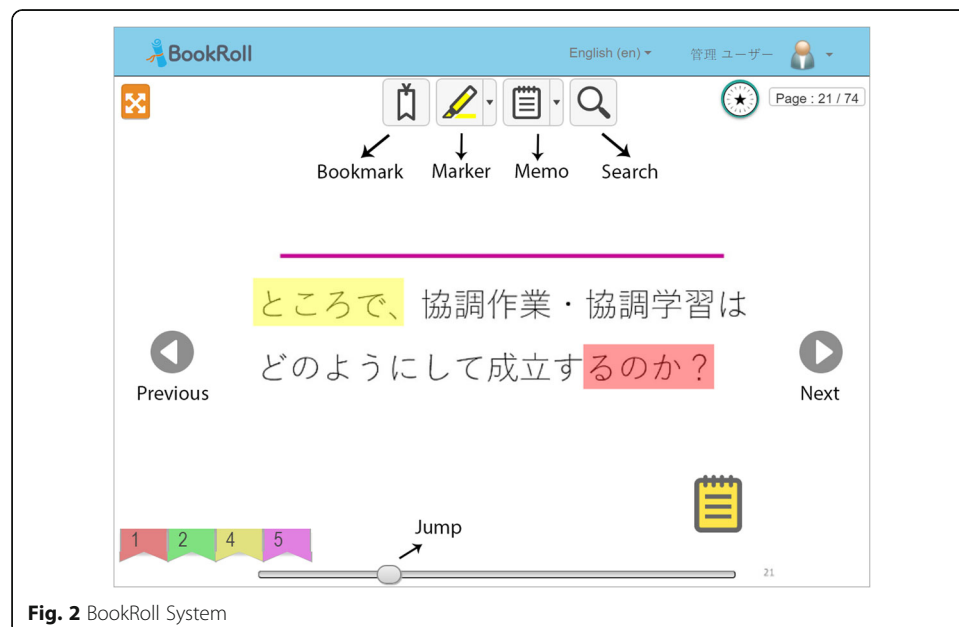 BookRoll
English (en)
管理 ユーザー
Page : 21 / 74
Bookmark
Marker
Memo
Search
ところで、協調作業・協調学習は
どのようにして成立するのか？
Previous
Next
1 2 4 5
Jump
21
Fig. 2 BookRoll System